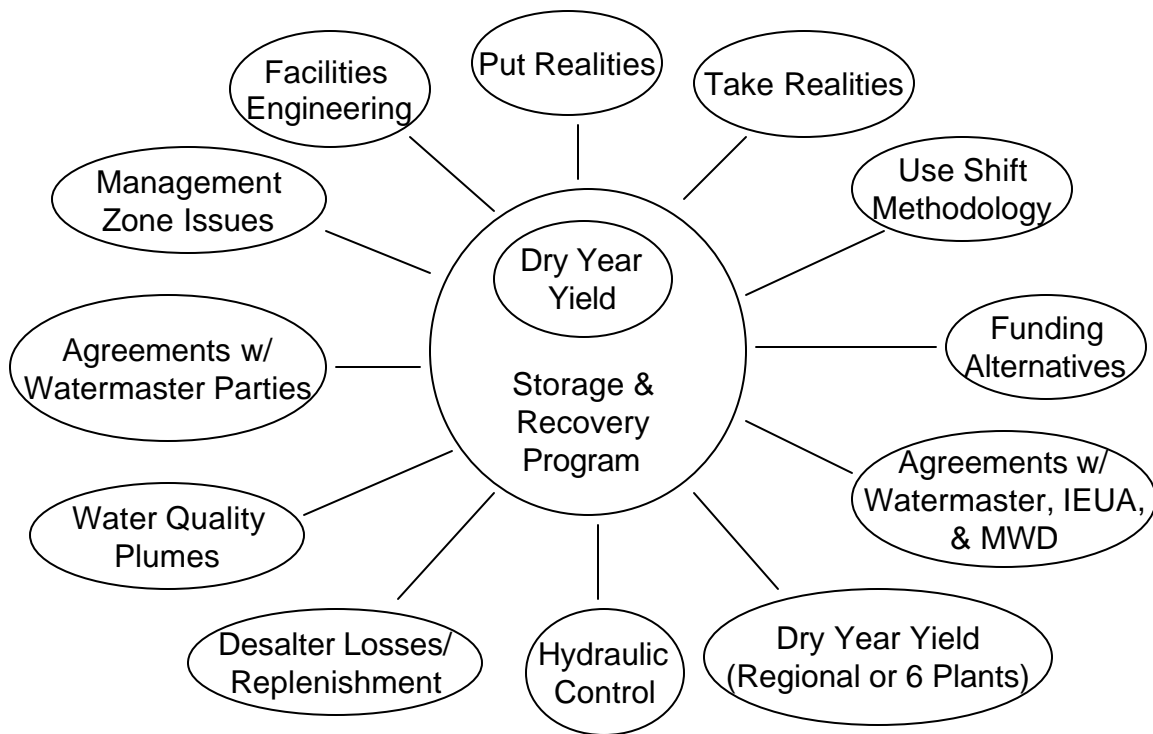 Put Realities
Facilities
Engineering
Take Realities
Management
Zone Issues
Use Shift
Methodology
Dry Year
Yield
Agreements w/
Watermaster Parties
Funding
Alternatives
Storage &
Recovery
Program
Agreements w/
Watermaster, IEUA,
& MWD
Water Quality
Plumes
Desalter Losses/
Replenishment
Hydraulic
Control
Dry Year Yield
(Regional or 6 Plants)